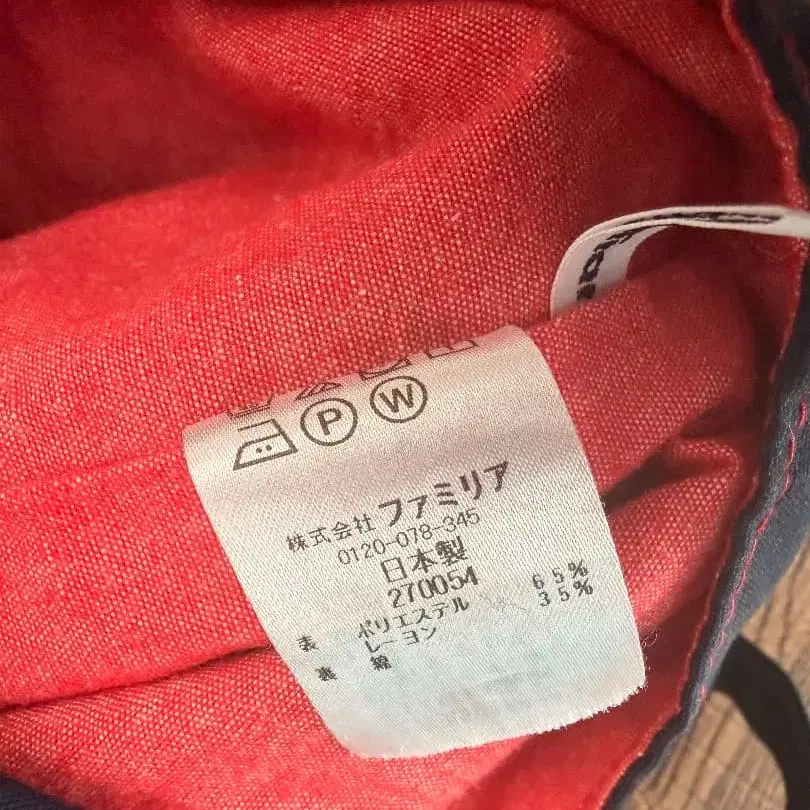 P W
株式会社 ファミリア
0120-078-345
日本製
270054
表 ポリエステル 65%
レーヨン 35%
裏 綿